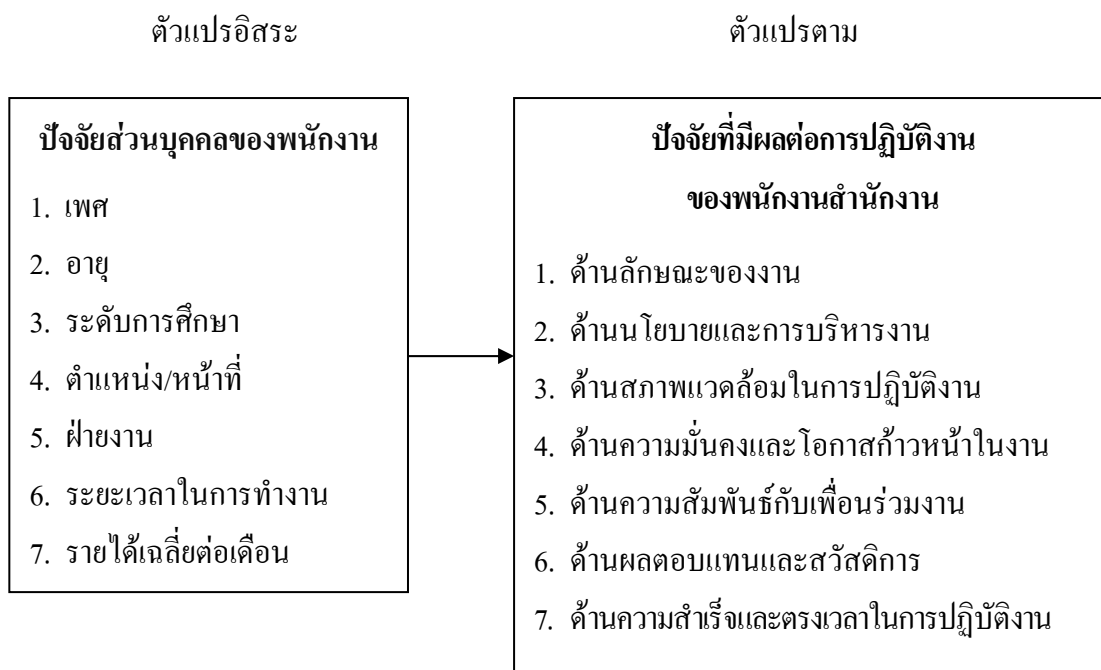 ตัวแปรอิสระ
ตัวแปรตาม
ปัจจัยส่วนบุคคลของพนักงาน
1. เพศ
2. อายุ
3. ระดับการศึกษา
4. ตำแหน่ง/หน้าที่
5. ฝ่ายงาน
6. ระยะเวลาในการทำงาน
7. รายได้เฉลี่ยต่อเดือน
ปัจจัยที่มีผลต่อการปฏิบัติงาน
ของพนักงานสำนักงาน
1. ด้านลักษณะของงาน
2. ด้านนโยบายและการบริหารงาน
3. ด้านสภาพแวดล้อมในการปฏิบัติงาน
4. ด้านความมั่นคงและโอกาสก้าวหน้าในงาน
5. ด้านความสัมพันธ์กับเพื่อนร่วมงาน
6. ด้านผลตอบแทนและสวัสดิการ
7. ด้านความสำเร็จและตรงเวลาในการปฏิบัติงาน